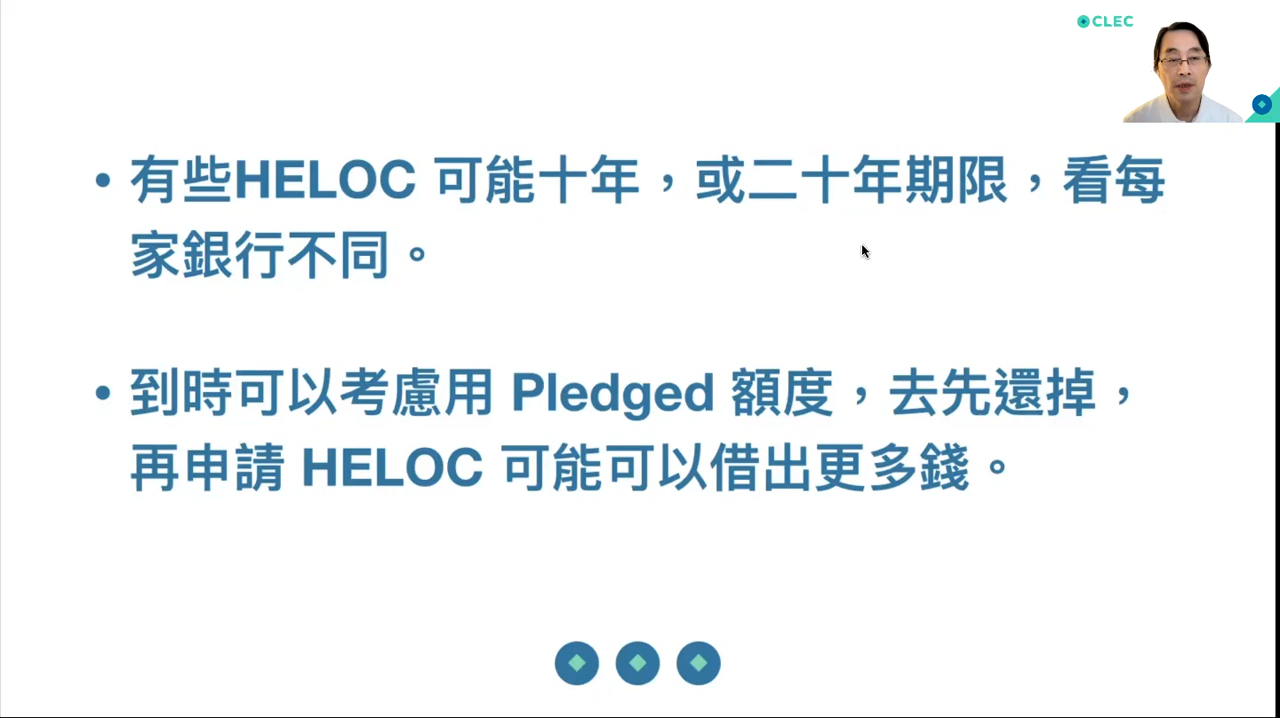 CLEC
• 有些HELOC 可能十年，或二十年期限，看每
家銀行不同。
• 到時可以考慮用 Pledged 額度，去先還掉，
再申請 HELOC 可能可以借出更多錢。